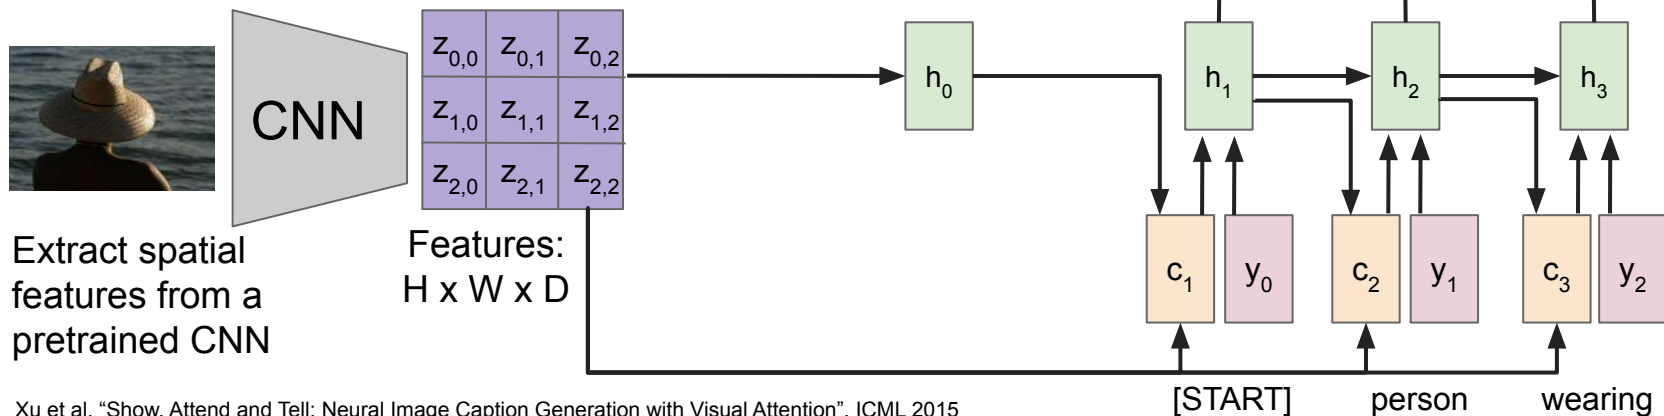 CNN
z0,0 z0,1 z0,2
z1,0 z1,1 z1,2
z2,0 z2,1 z2,2
h0
h1
h2
h3
c1 y0
c2 y1
c3 y2
Extract spatial
features from a
pretrained CNN
Features:
H x W x D
[START] person wearing
Xu et al, “Show, Attend and Tell: Neural Image Caption Generation with Visual Attention”, ICML 2015